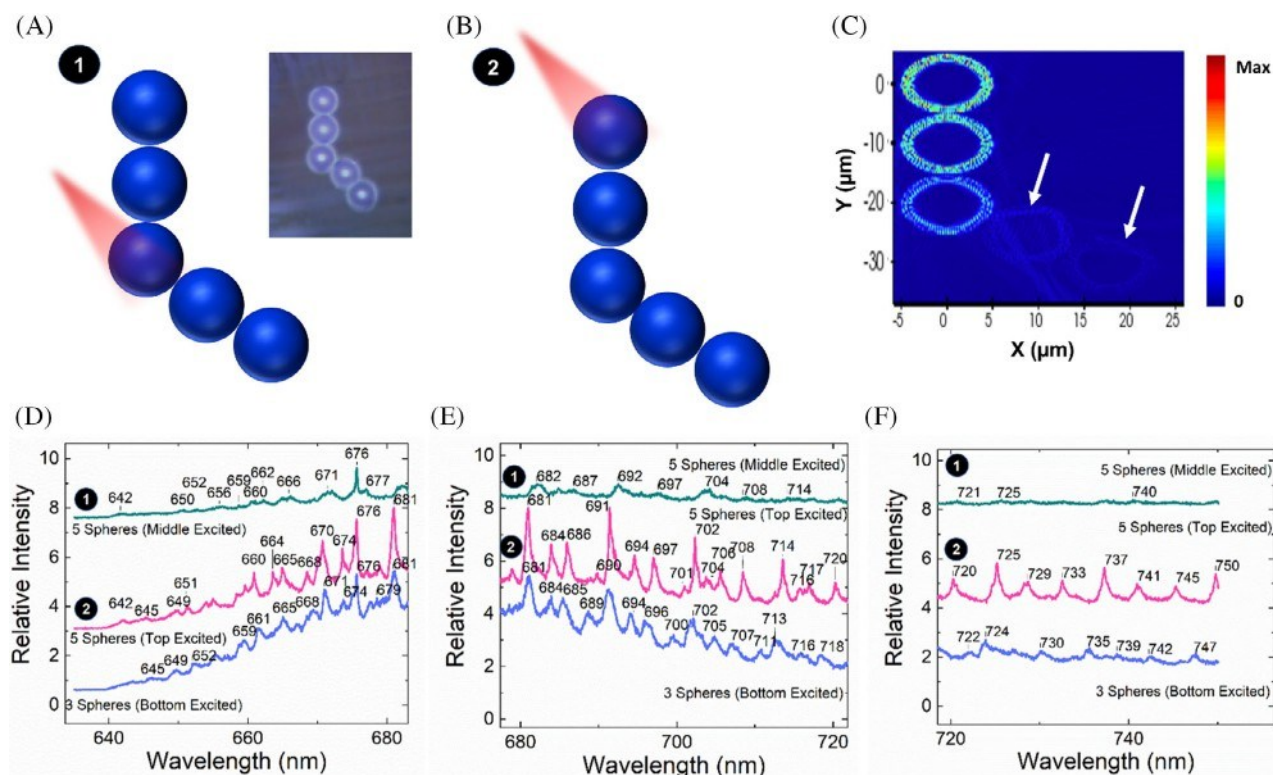 (A)
1
(B)
2
(C)
Y (µm)
0
-10
-20
-30
-5 0 5 10 15 20 25
X (µm)
Max
0
(D)
Relative Intensity
10
8
6
4
2
0
1
642 650 652 656 659 660 662 666 671 676 677
5 Spheres (Middle Excited)
2
642 645 649 651 660 664 665 668 670 674 676 676 681
5 Spheres (Top Excited)
645 649 652 659 661 665 668 671 674 679 681
3 Spheres (Bottom Excited)
640 660 680
Wavelength (nm)
(E)
Relative Intensity
10
8
6
4
2
0
1
5 Spheres (Middle Excited)
682 687 692 697 704 708 714
5 Spheres (Top Excited)
2
681 684 686 690 691 694 697 701 702 704 706 708 714 716 717 720
681 684 685 689 694 696 700 702 705 707 711 713 716 718
3 Spheres (Bottom Excited)
680 700 720
Wavelength (nm)
(F)
Relative Intensity
10
8
6
4
2
0
1
5 Spheres (Middle Excited)
721 725 740
5 Spheres (Top Excited)
2
720 725 729 733 737 741 745 750
722 724 730 735 739 742 747
3 Spheres (Bottom Excited)
720 740
Wavelength (nm)